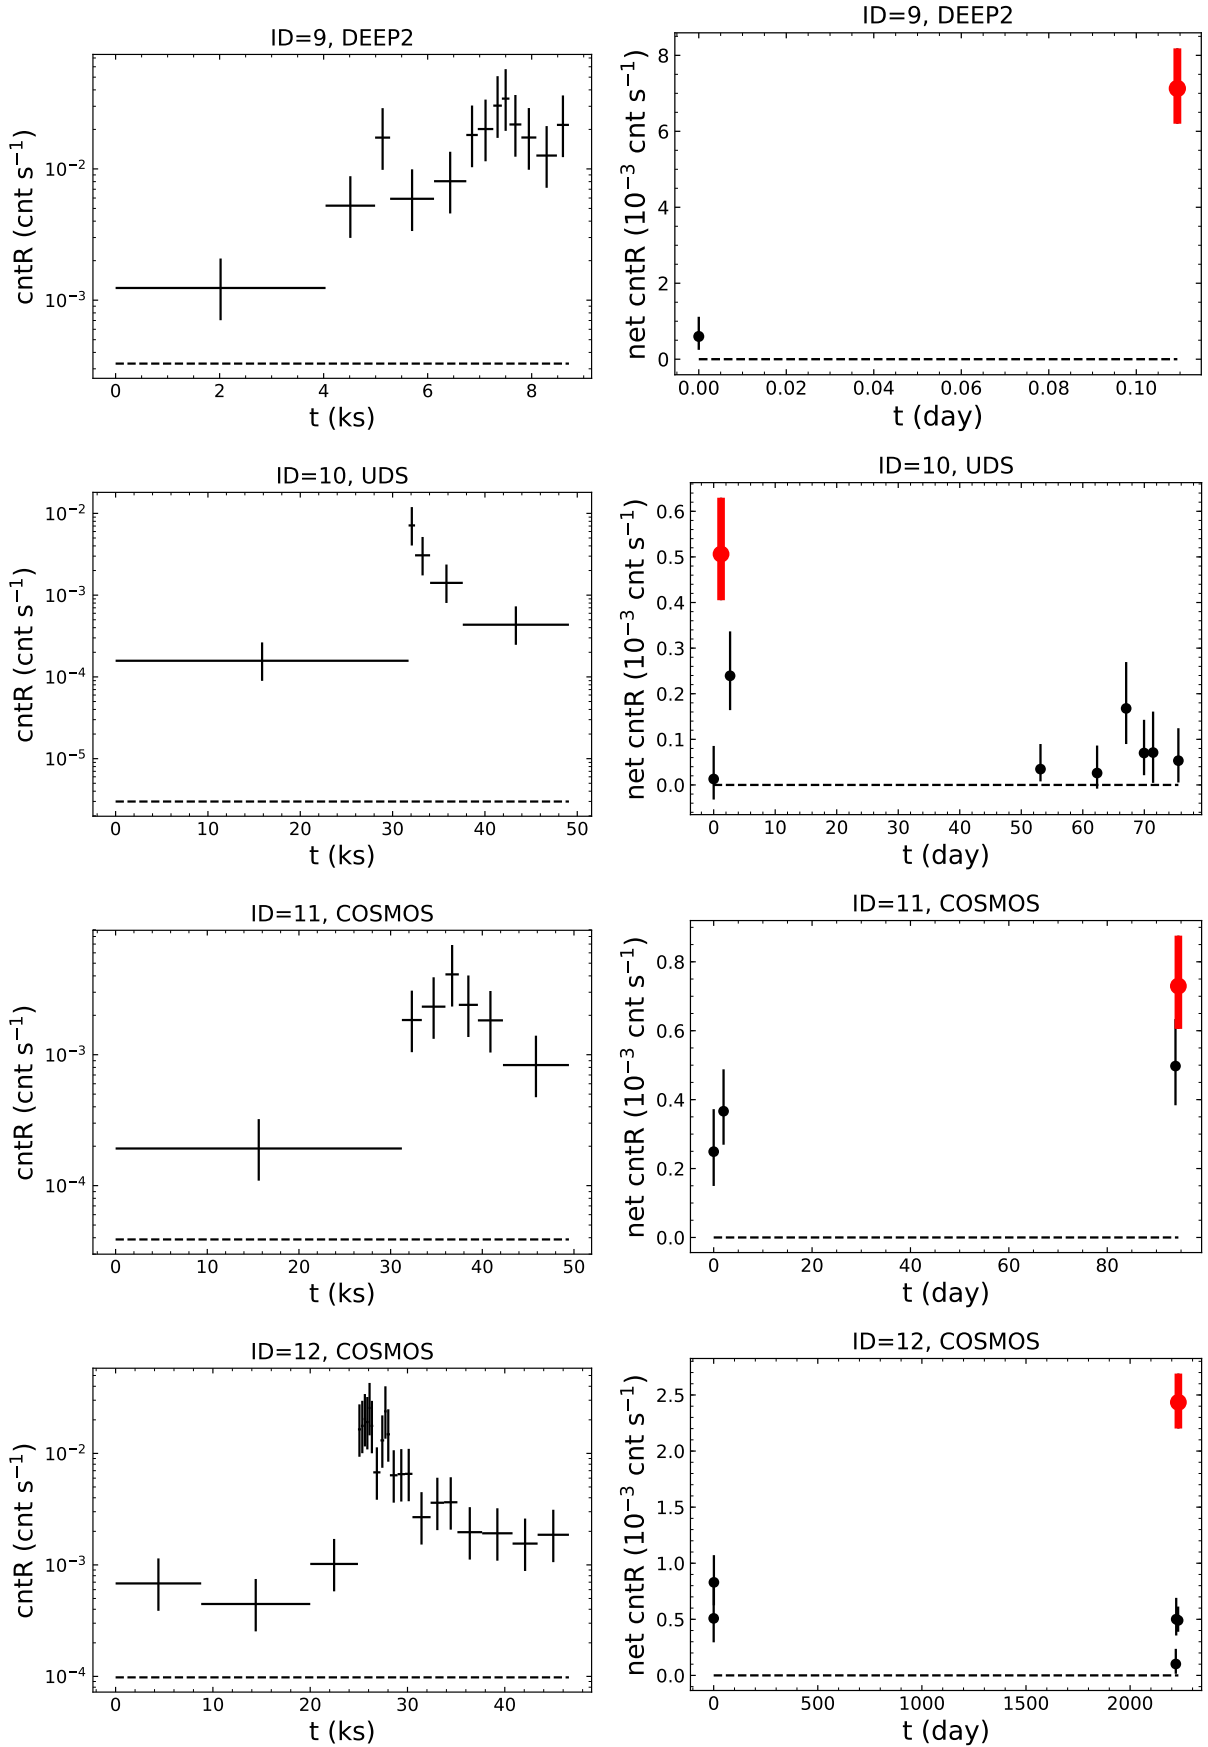 ID=9, DEEP2
cntR (cnt s⁻¹)
10⁻²
10⁻³
0 2 4 6 8
t (ks)
ID=9, DEEP2
net cntR (10⁻³ cnt s⁻¹)
8
6
4
2
0
0.00 0.02 0.04 0.06 0.08 0.10
t (day)
ID=10, UDS
cntR (cnt s⁻¹)
10⁻²
10⁻³
10⁻⁴
10⁻⁵
0 10 20 30 40 50
t (ks)
ID=10, UDS
net cntR (10⁻³ cnt s⁻¹)
0.6
0.5
0.4
0.3
0.2
0.1
0.0
0 10 20 30 40 50 60 70
t (day)
ID=11, COSMOS
cntR (cnt s⁻¹)
10⁻³
10⁻⁴
0 10 20 30 40 50
t (ks)
ID=11, COSMOS
net cntR (10⁻³ cnt s⁻¹)
0.8
0.6
0.4
0.2
0.0
0 20 40 60 80
t (day)
ID=12, COSMOS
cntR (cnt s⁻¹)
10⁻²
10⁻³
10⁻⁴
0 10 20 30 40
t (ks)
ID=12, COSMOS
net cntR (10⁻³ cnt s⁻¹)
2.5
2.0
1.5
1.0
0.5
0.0
0 500 1000 1500 2000
t (day)